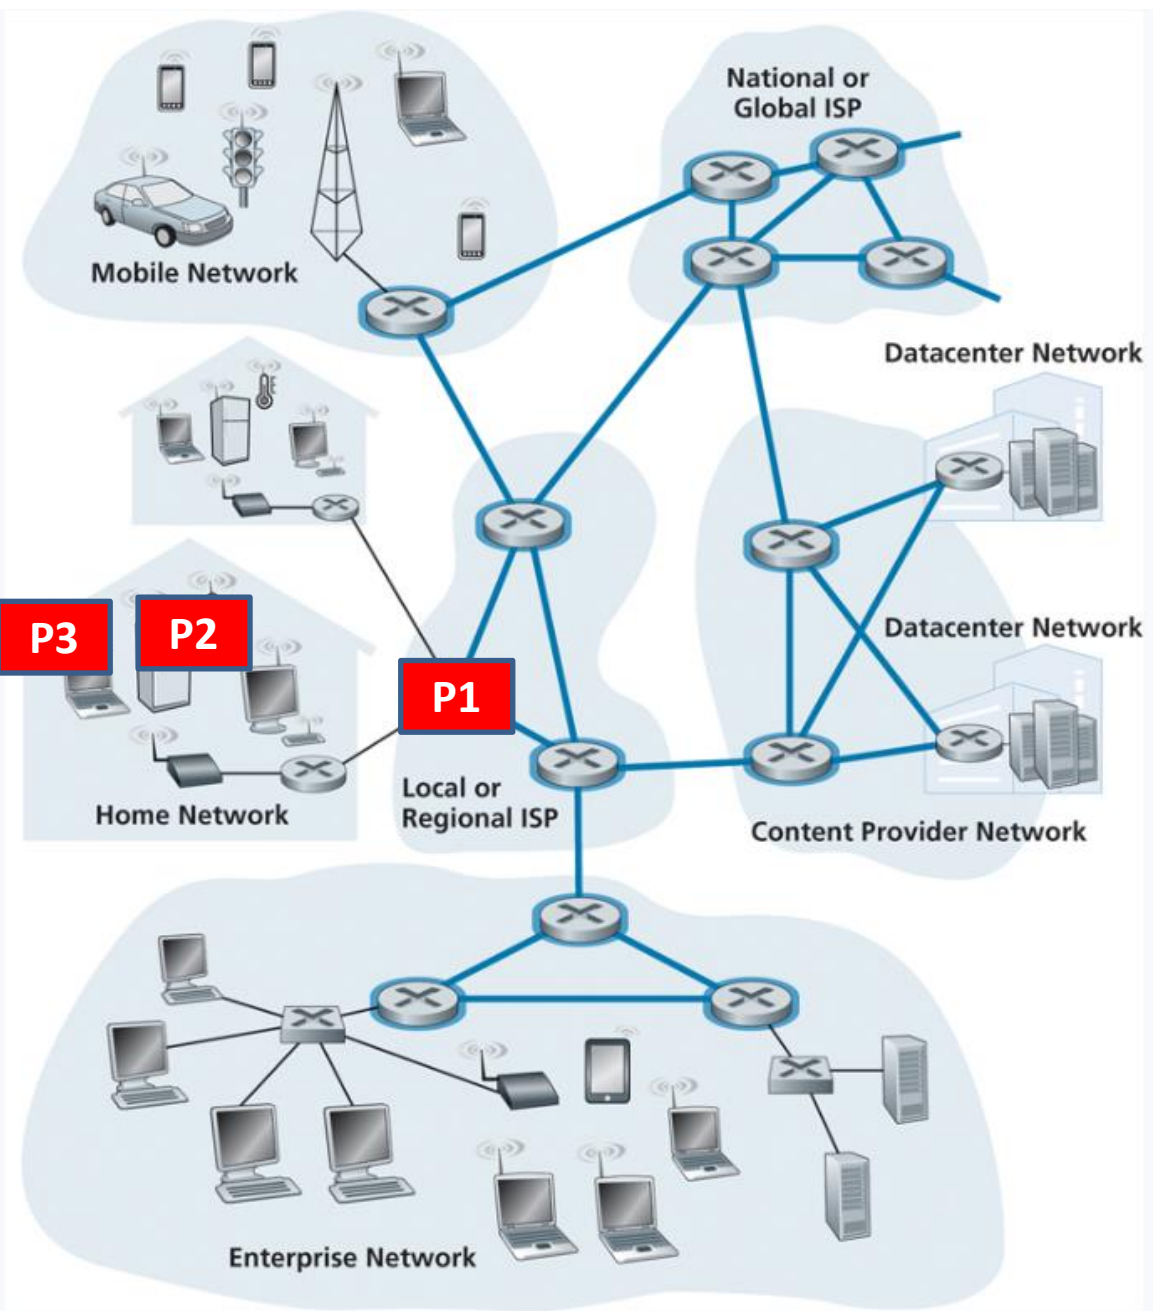 National or
Global ISP
Mobile Network
Datacenter Network
Datacenter Network
P3
P2
P1
Home Network
Local or
Regional ISP
Content Provider Network
Enterprise Network